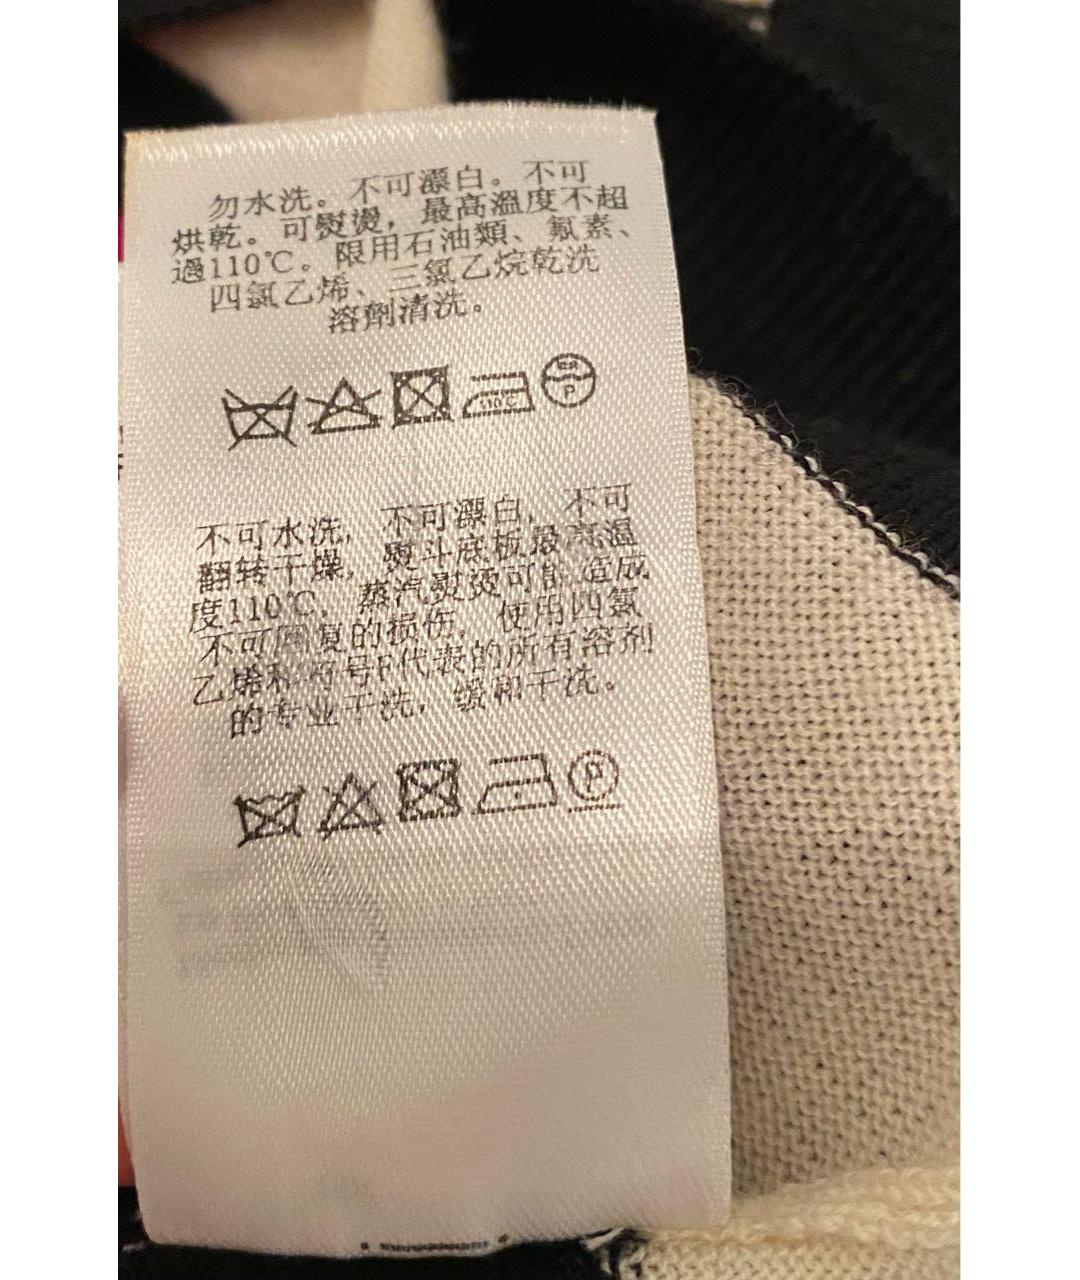 勿水洗。不可漂白。不可
烘乾。可熨燙，最高溫度不超
過110℃。限用石油類、氟素、
四氯乙烯、三氯乙烷乾洗
溶劑清洗。
110℃
P
不可水洗，不可漂白，不可
翻转干燥，熨斗底板最高温
度110℃，蒸汽熨烫可能造成
不可回复的损伤，使用四氯
乙烯和符号F代表的所有溶剂
的专业干洗，缓和干洗。
P